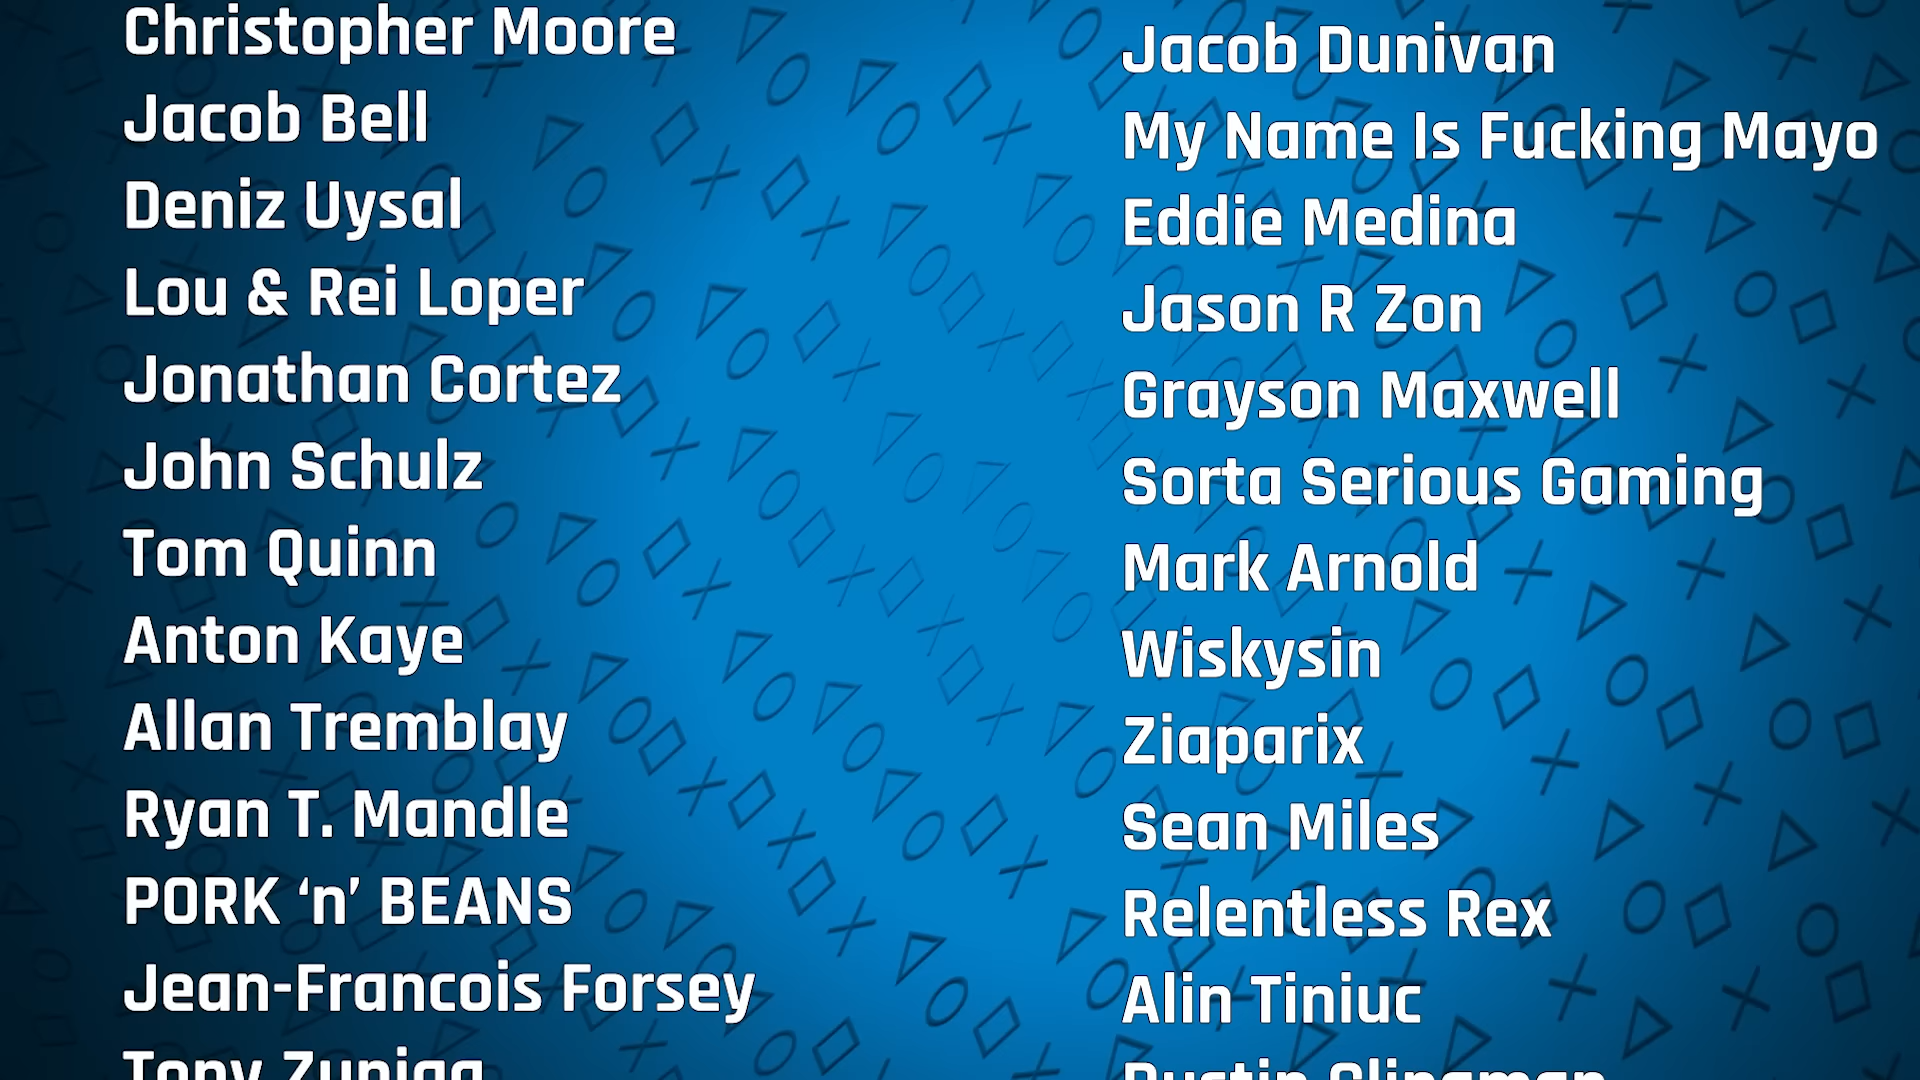 Christopher Moore
Jacob Bell
Deniz Uysal
Lou & Rei Loper
Jonathan Cortez
John Schulz
Tom Quinn
Anton Kaye
Allan Tremblay
Ryan T. Mandle
PORK ‘n’ BEANS
Jean-Francois Forsey
Tony Zuniga
Jacob Dunivan
My Name Is Fucking Mayo
Eddie Medina
Jason R Zon
Grayson Maxwell
Sorta Serious Gaming
Mark Arnold
Wiskysin
Ziaparix
Sean Miles
Relentless Rex
Alin Tiniuc